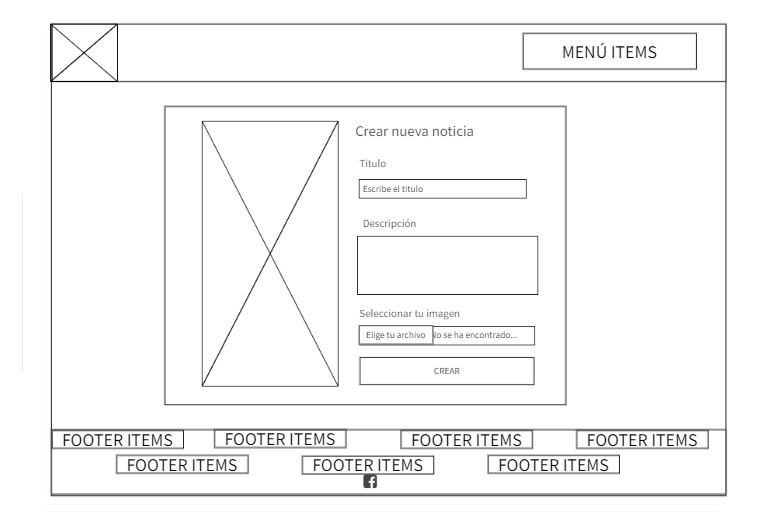 MENÚ ITEMS
Crear nueva noticia
Titulo
Escribe el titulo
Descripción
Seleccionar tu imagen
Elige tu archivo No se ha encontrado...
CREAR
FOOTER ITEMS FOOTER ITEMS FOOTER ITEMS FOOTER ITEMS
FOOTER ITEMS FOOTER ITEMS FOOTER ITEMS